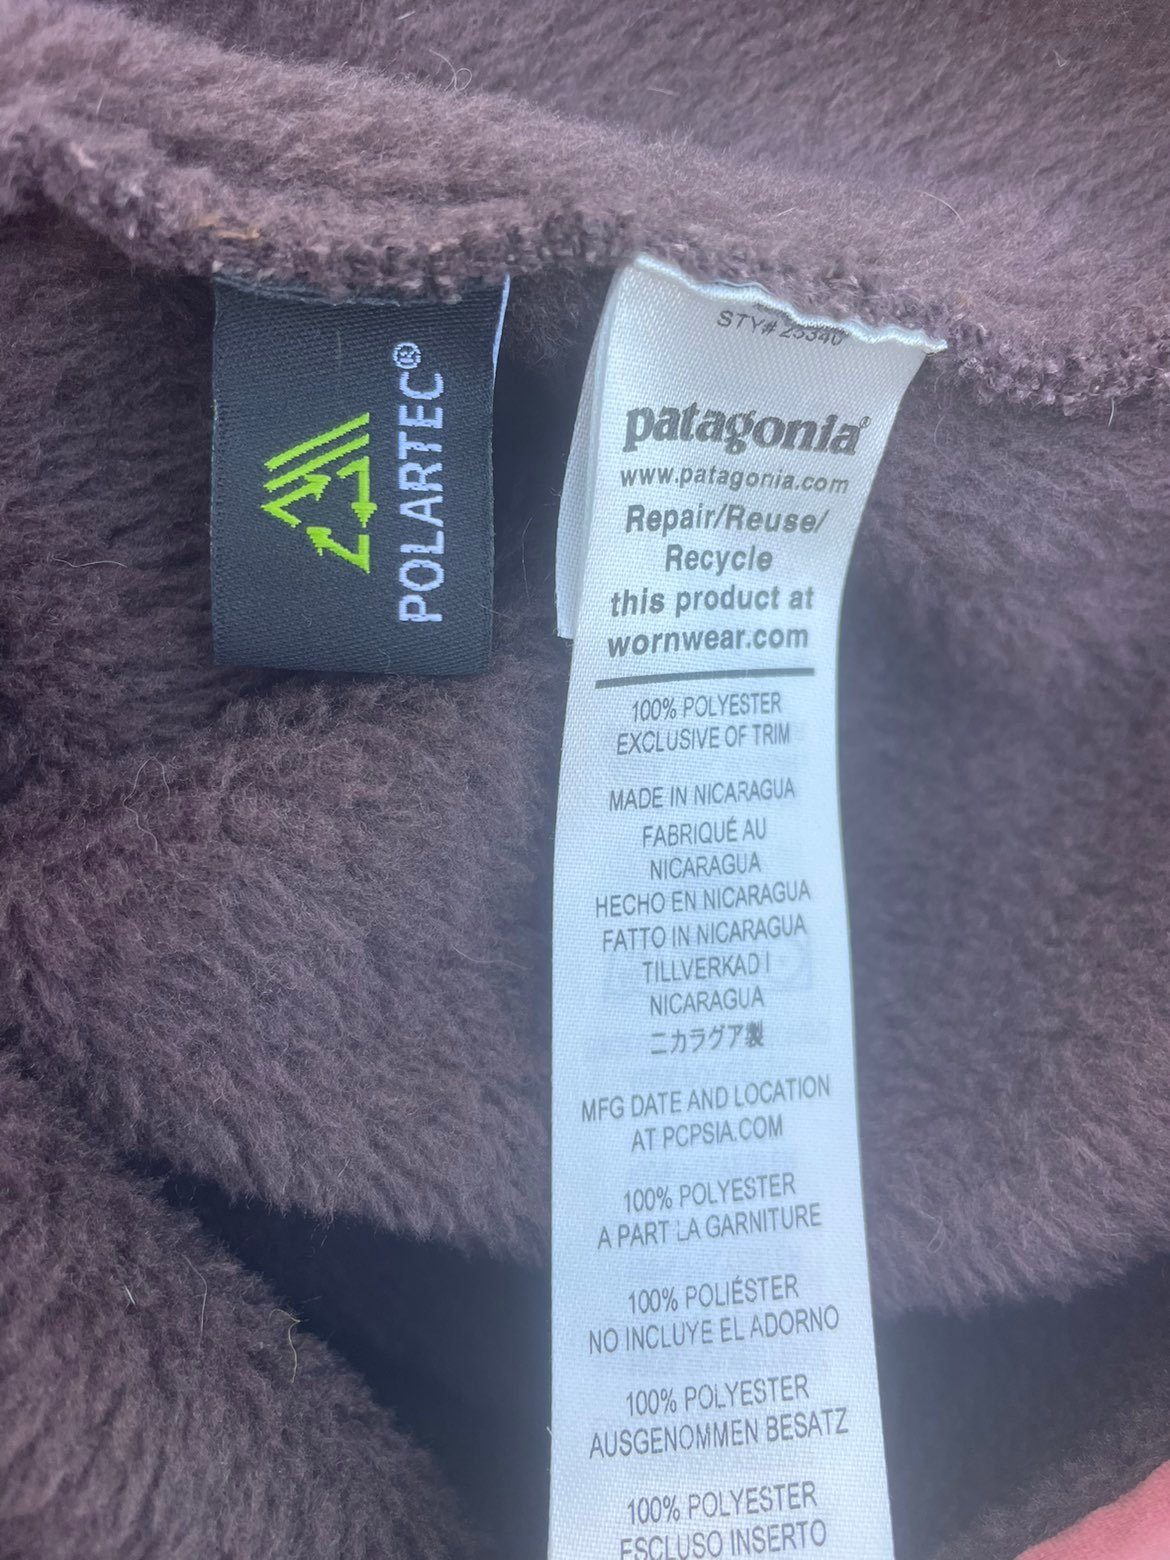 POLARTEC®
STY# 25340
patagonia®
www.patagonia.com
Repair/Reuse/
Recycle
this product at
wornwear.com
100% POLYESTER
EXCLUSIVE OF TRIM
MADE IN NICARAGUA
FABRIQUÉ AU
NICARAGUA
HECHO EN NICARAGUA
FATTO IN NICARAGUA
TILLVERKAD I
NICARAGUA
ニカラグア製
MFG DATE AND LOCATION
AT PCPSIA.COM
100% POLYESTER
A PART LA GARNITURE
100% POLIÉSTER
NO INCLUYE EL ADORNO
100% POLYESTER
AUSGENOMMEN BESATZ
100% POLYESTER
ESCLUSO INSERTO